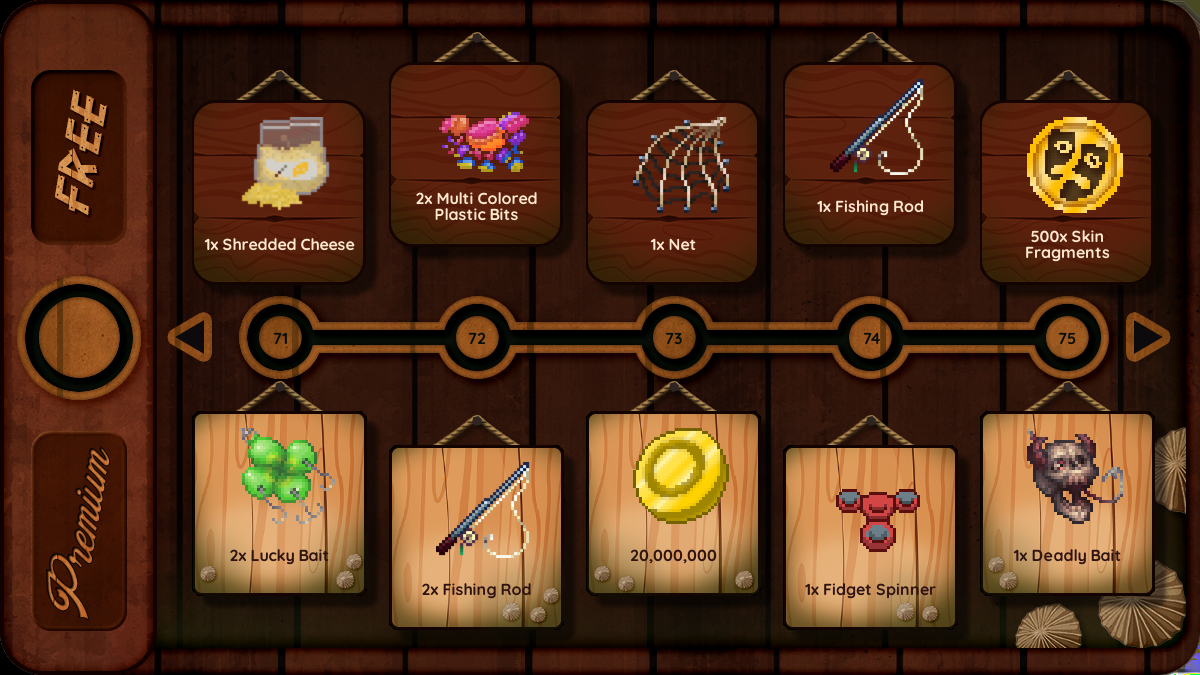 FREE
1x Shredded Cheese
2x Multi Colored
Plastic Bits
1x Net
1x Fishing Rod
500x Skin
Fragments
71
72
73
74
75
Premium
2x Lucky Bait
2x Fishing Rod
20,000,000
1x Fidget Spinner
1x Deadly Bait